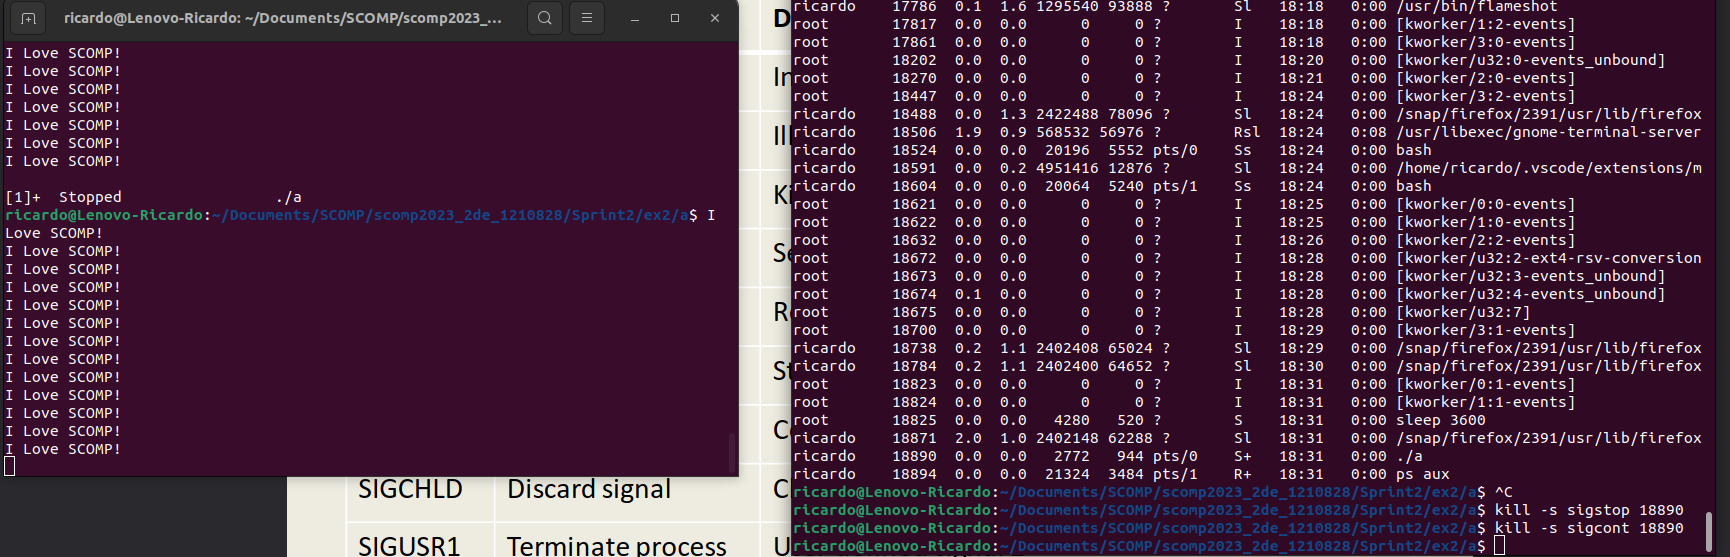 ricardo@Lenovo-Ricardo: ~/Documents/SCOMP/scomp2023_...
I Love SCOMP!
I Love SCOMP!
I Love SCOMP!
I Love SCOMP!
I Love SCOMP!
I Love SCOMP!
I Love SCOMP!
[1]+  Stopped                 ./a
ricardo@Lenovo-Ricardo:~/Documents/SCOMP/scomp2023_2de_1210828/Sprint2/ex2/a$ I
Love SCOMP!
I Love SCOMP!
I Love SCOMP!
I Love SCOMP!
I Love SCOMP!
I Love SCOMP!
I Love SCOMP!
I Love SCOMP!
I Love SCOMP!
I Love SCOMP!
I Love SCOMP!
I Love SCOMP!
I Love SCOMP!
D
In
Ill
Ki
Se
R
St
C
SIGCHLD Discard signal C
SIGUSR1 Terminate process U
ricardo 17786 0.1 1.6 1295540 93888 ? Sl 18:18 0:00 /usr/bin/flameshot
root 17817 0.0 0.0 0 0 ? I 18:18 0:00 [kworker/1:2-events]
root 17861 0.0 0.0 0 0 ? I 18:18 0:00 [kworker/3:0-events]
root 18202 0.0 0.0 0 0 ? I 18:20 0:00 [kworker/u32:0-events_unbound]
root 18270 0.0 0.0 0 0 ? I 18:21 0:00 [kworker/2:0-events]
root 18447 0.0 0.0 0 0 ? I 18:24 0:00 [kworker/3:2-events]
ricardo 18488 0.0 1.3 2422488 78096 ? Sl 18:24 0:00 /snap/firefox/2391/usr/lib/firefox
ricardo 18506 1.9 0.9 568532 56976 ? Rsl 18:24 0:08 /usr/libexec/gnome-terminal-server
ricardo 18524 0.0 0.0 20196 5552 pts/0 Ss 18:24 0:00 bash
ricardo 18591 0.0 0.2 4951416 12876 ? Sl 18:24 0:00 /home/ricardo/.vscode/extensions/m
ricardo 18604 0.0 0.0 20064 5240 pts/1 Ss 18:24 0:00 bash
root 18621 0.0 0.0 0 0 ? I 18:25 0:00 [kworker/0:0-events]
root 18622 0.0 0.0 0 0 ? I 18:25 0:00 [kworker/1:0-events]
root 18632 0.0 0.0 0 0 ? I 18:26 0:00 [kworker/2:2-events]
root 18672 0.0 0.0 0 0 ? I 18:28 0:00 [kworker/u32:2-ext4-rsv-conversion
root 18673 0.0 0.0 0 0 ? I 18:28 0:00 [kworker/u32:3-events_unbound]
root 18674 0.1 0.0 0 0 ? I 18:28 0:00 [kworker/u32:4-events_unbound]
root 18675 0.0 0.0 0 0 ? I 18:28 0:00 [kworker/u32:7]
root 18700 0.0 0.0 0 0 ? I 18:29 0:00 [kworker/3:1-events]
ricardo 18738 0.2 1.1 2402408 65024 ? Sl 18:29 0:00 /snap/firefox/2391/usr/lib/firefox
ricardo 18784 0.2 1.1 2402400 64652 ? Sl 18:30 0:00 /snap/firefox/2391/usr/lib/firefox
root 18823 0.0 0.0 0 0 ? I 18:31 0:00 [kworker/0:1-events]
root 18824 0.0 0.0 0 0 ? I 18:31 0:00 [kworker/1:1-events]
root 18825 0.0 0.0 4280 520 ? S 18:31 0:00 sleep 3600
ricardo 18871 2.0 1.0 2402148 62288 ? Sl 18:31 0:00 /snap/firefox/2391/usr/lib/firefox
ricardo 18890 0.0 0.0 2772 944 pts/0 S+ 18:31 0:00 ./a
ricardo 18894 0.0 0.0 21324 3484 pts/1 R+ 18:31 0:00 ps aux
ricardo@Lenovo-Ricardo:~/Documents/SCOMP/scomp2023_2de_1210828/Sprint2/ex2/a$ ^C
ricardo@Lenovo-Ricardo:~/Documents/SCOMP/scomp2023_2de_1210828/Sprint2/ex2/a$ kill -s sigstop 18890
ricardo@Lenovo-Ricardo:~/Documents/SCOMP/scomp2023_2de_1210828/Sprint2/ex2/a$ kill -s sigcont 18890
ricardo@Lenovo-Ricardo:~/Documents/SCOMP/scomp2023_2de_1210828/Sprint2/ex2/a$